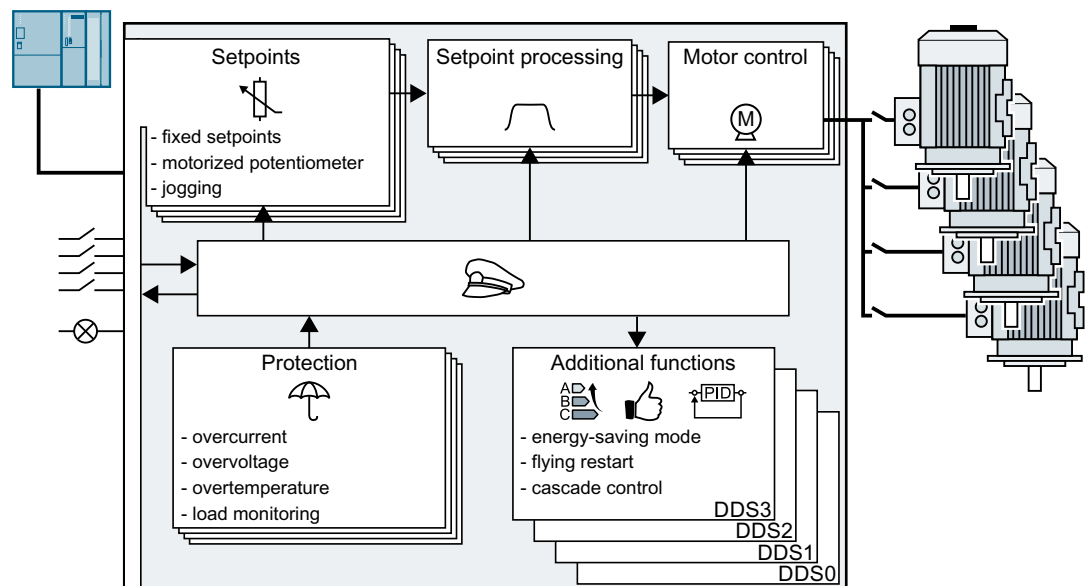 Setpoints
- fixed setpoints
- motorized potentiometer
- jogging
Setpoint processing
Motor control
M
Protection
- overcurrent
- overvoltage
- overtemperature
- load monitoring
Additional functions
A
B
C
PID
- energy-saving mode
- flying restart
- cascade control
DDS3
DDS2
DDS1
DDS0